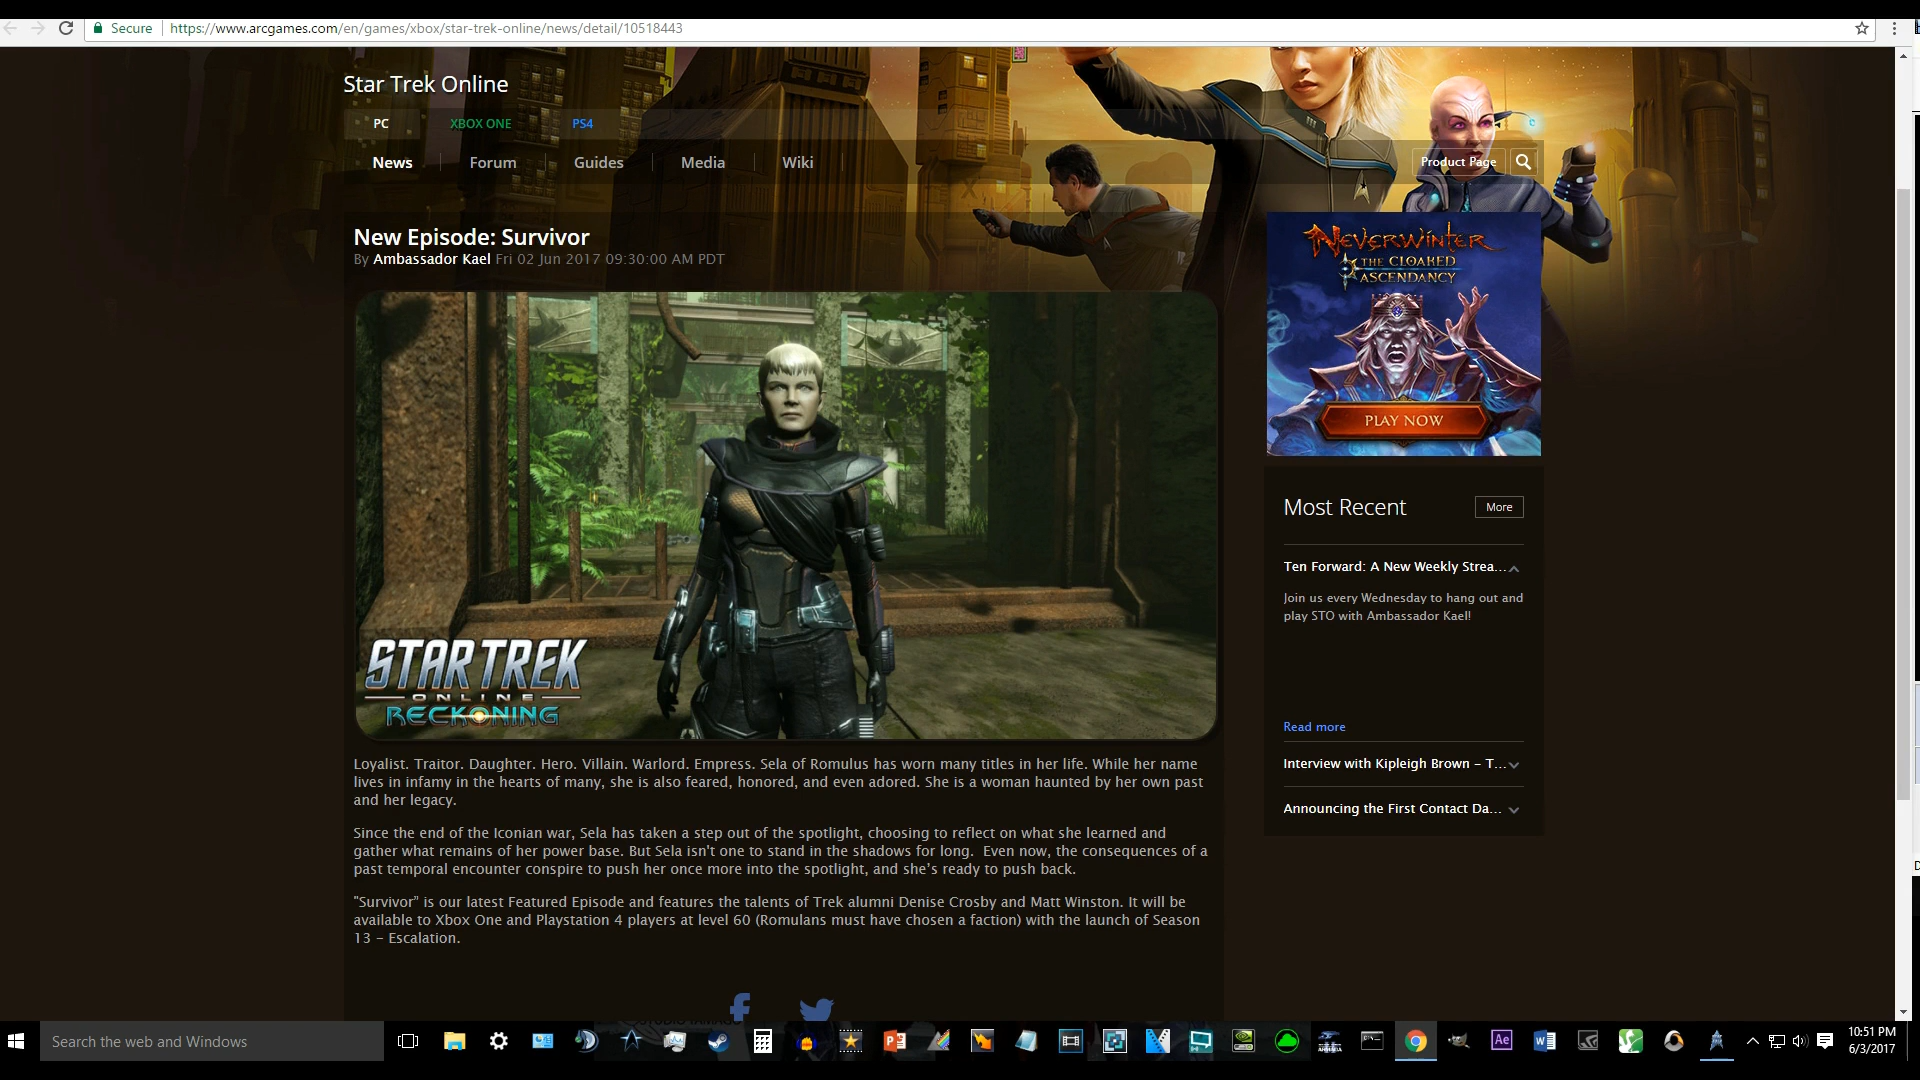 Secure https://www.arcgames.com/en/games/xbox/star-trek-online/news/detail/10518443
Star Trek Online
PC XBOX ONE PS4
News Forum Guides Media Wiki
Product Page
New Episode: Survivor
By Ambassador Kael Fri 02 Jun 2017 09:30:00 AM PDT
STAR TREK
ONLINE
RECKONING
Loyalist. Traitor. Daughter. Hero. Villain. Warlord. Empress. Sela of Romulus has worn many titles in her life. While her name
lives in infamy in the hearts of many, she is also feared, honored, and even adored. She is a woman haunted by her own past
and her legacy.
Since the end of the Iconian war, Sela has taken a step out of the spotlight, choosing to reflect on what she learned and
gather what remains of her power base. But Sela isn't one to stand in the shadows for long.  Even now, the consequences of a
past temporal encounter conspire to push her once more into the spotlight, and she’s ready to push back.
"Survivor” is our latest Featured Episode and features the talents of Trek alumni Denise Crosby and Matt Winston. It will be
available to Xbox One and Playstation 4 players at level 60 (Romulans must have chosen a faction) with the launch of Season
13 – Escalation.
NEVERWINTER
THE CLOAKED
ASCENDANCY
PLAY NOW
Most Recent More
Ten Forward: A New Weekly Strea...
Join us every Wednesday to hang out and
play STO with Ambassador Kael!
Read more
Interview with Kipleigh Brown – T...
Announcing the First Contact Da...
Search the web and Windows
Ae
10:51 PM
6/3/2017